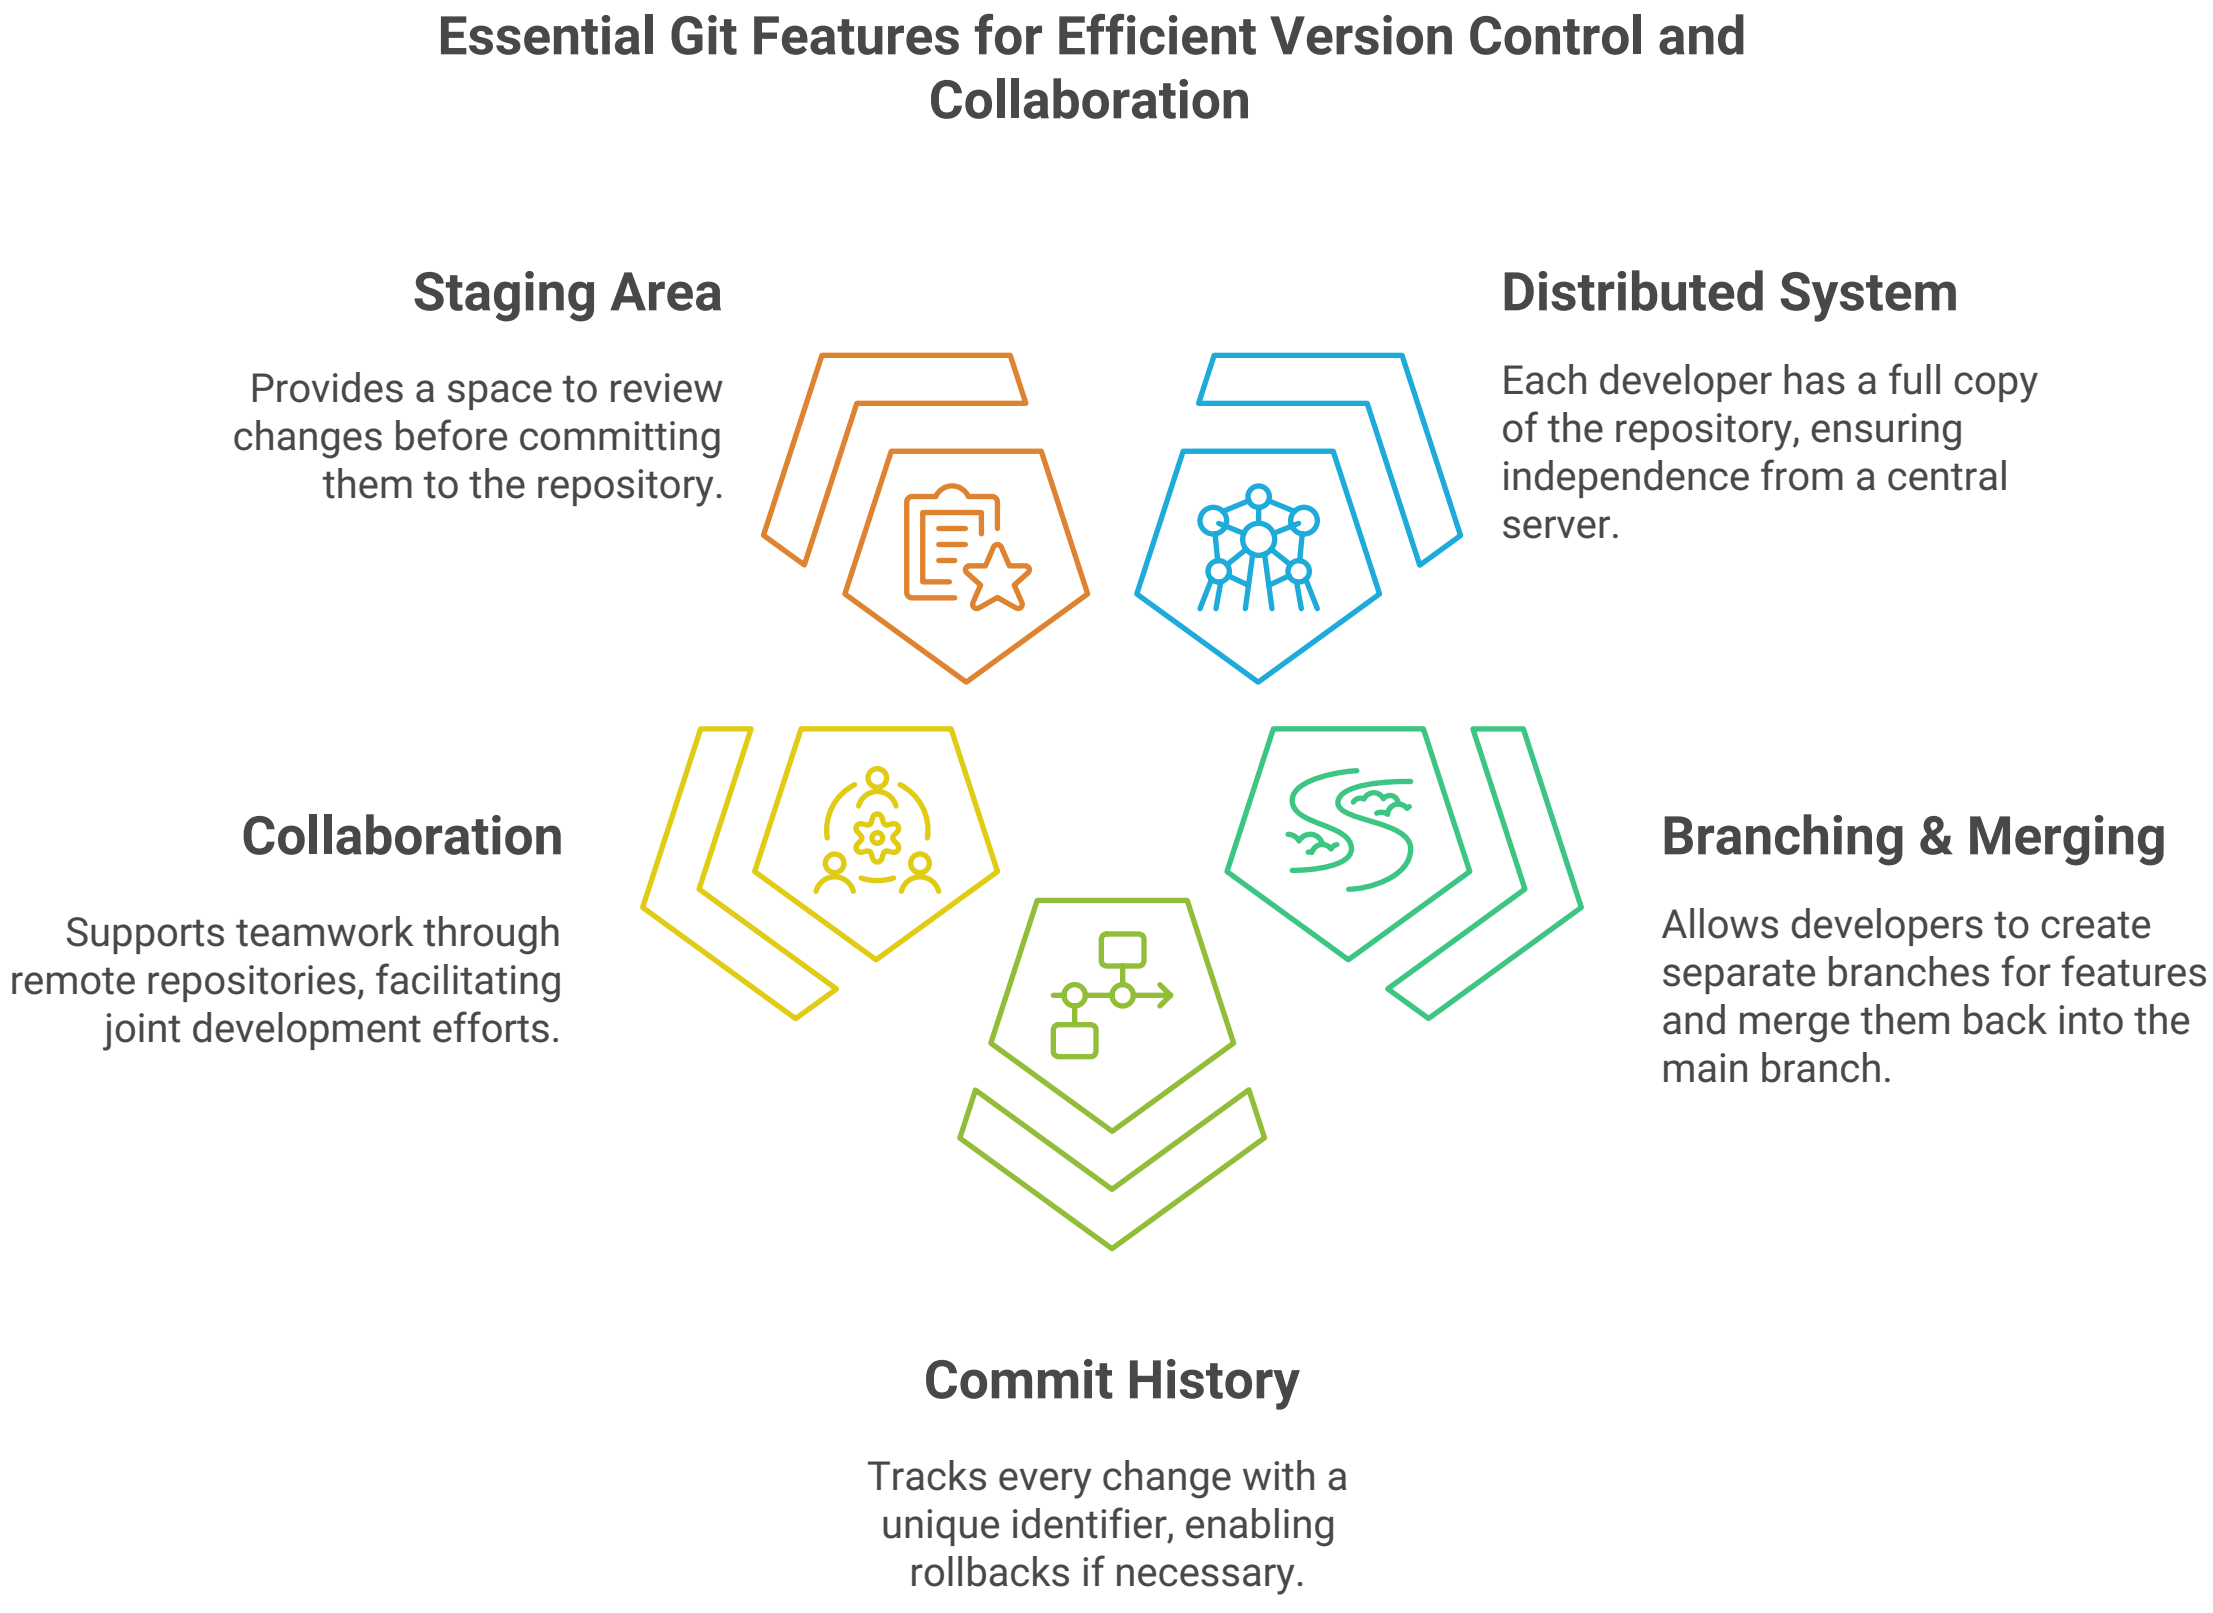 Essential Git Features for Efficient Version Control and
Collaboration
Staging Area
Provides a space to review
changes before committing
them to the repository.
Distributed System
Each developer has a full copy
of the repository, ensuring
independence from a central
server.
Collaboration
Supports teamwork through
remote repositories, facilitating
joint development efforts.
Branching & Merging
Allows developers to create
separate branches for features
and merge them back into the
main branch.
Commit History
Tracks every change with a
unique identifier, enabling
rollbacks if necessary.